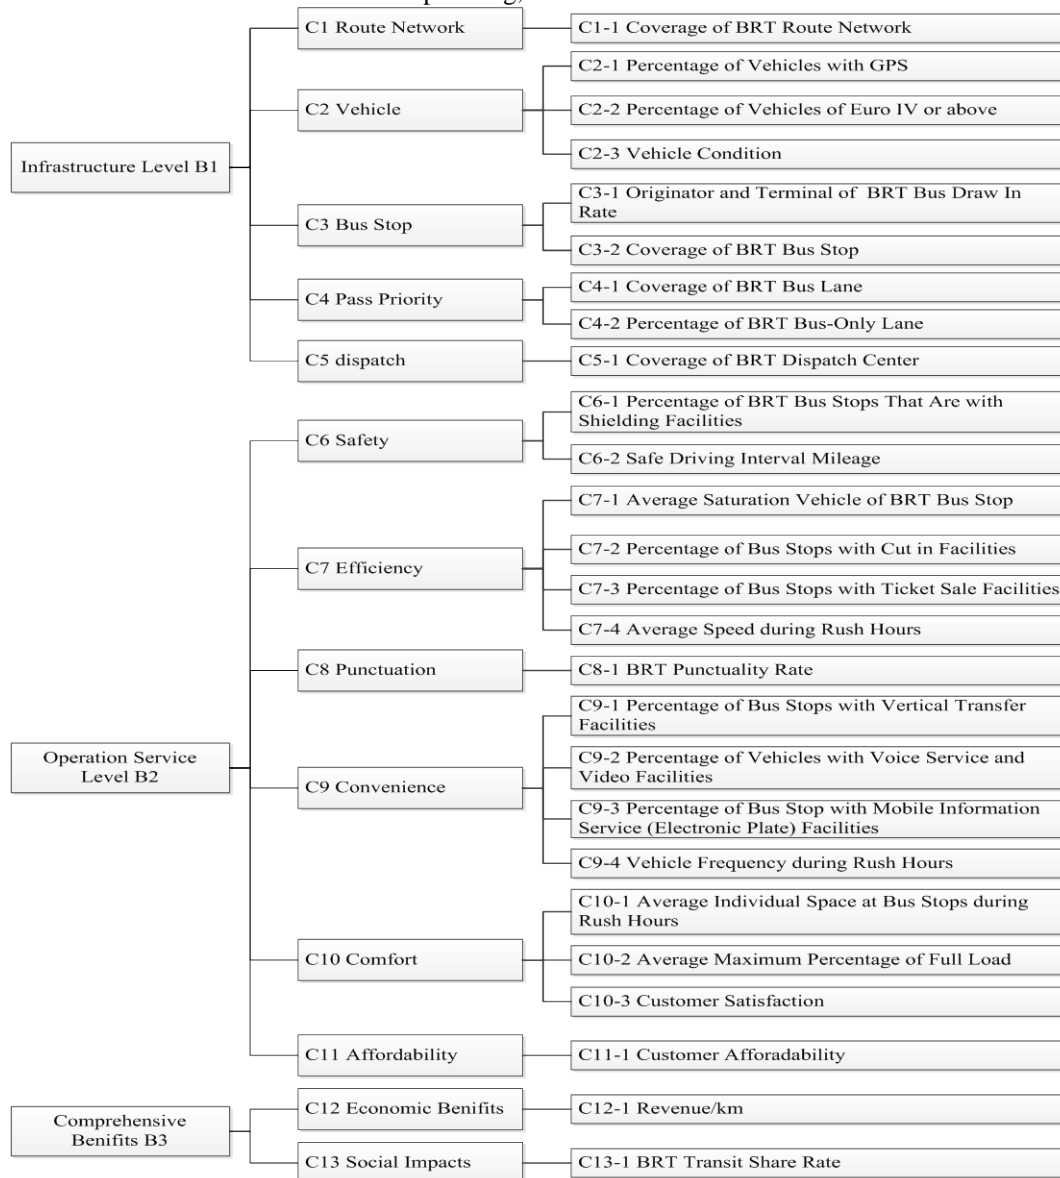 C1 Route Network
C1-1 Coverage of BRT Route Network
C2-1 Percentage of Vehicles with GPS
C2 Vehicle
C2-2 Percentage of Vehicles of Euro IV or above
C2-3 Vehicle Condition
Infrastructure Level B1
C3-1 Originator and Terminal of BRT Bus Draw In
Rate
C3 Bus Stop
C3-2 Coverage of BRT Bus Stop
C4 Pass Priority
C4-1 Coverage of BRT Bus Lane
C4-2 Percentage of BRT Bus-Only Lane
C5 dispatch
C5-1 Coverage of BRT Dispatch Center
C6-1 Percentage of BRT Bus Stops That Are with
Shielding Facilities
C6 Safety
C6-2 Safe Driving Interval Mileage
C7-1 Average Saturation Vehicle of BRT Bus Stop
C7-2 Percentage of Bus Stops with Cut in Facilities
C7 Efficiency
C7-3 Percentage of Bus Stops with Ticket Sale Facilities
C7-4 Average Speed during Rush Hours
C8 Punctuation
C8-1 BRT Punctuality Rate
C9-1 Percentage of Bus Stops with Vertical Transfer
Facilities
Operation Service
Level B2
C9-2 Percentage of Vehicles with Voice Service and
Video Facilities
C9 Convenience
C9-3 Percentage of Bus Stop with Mobile Information
Service (Electronic Plate) Facilities
C9-4 Vehicle Frequency during Rush Hours
C10-1 Average Individual Space at Bus Stops during
Rush Hours
C10 Comfort
C10-2 Average Maximum Percentage of Full Load
C10-3 Customer Satisfaction
C11 Affordability
C11-1 Customer Afforadability
Comprehensive
Benifits B3
C12 Economic Benifits
C12-1 Revenue/km
C13 Social Impacts
C13-1 BRT Transit Share Rate